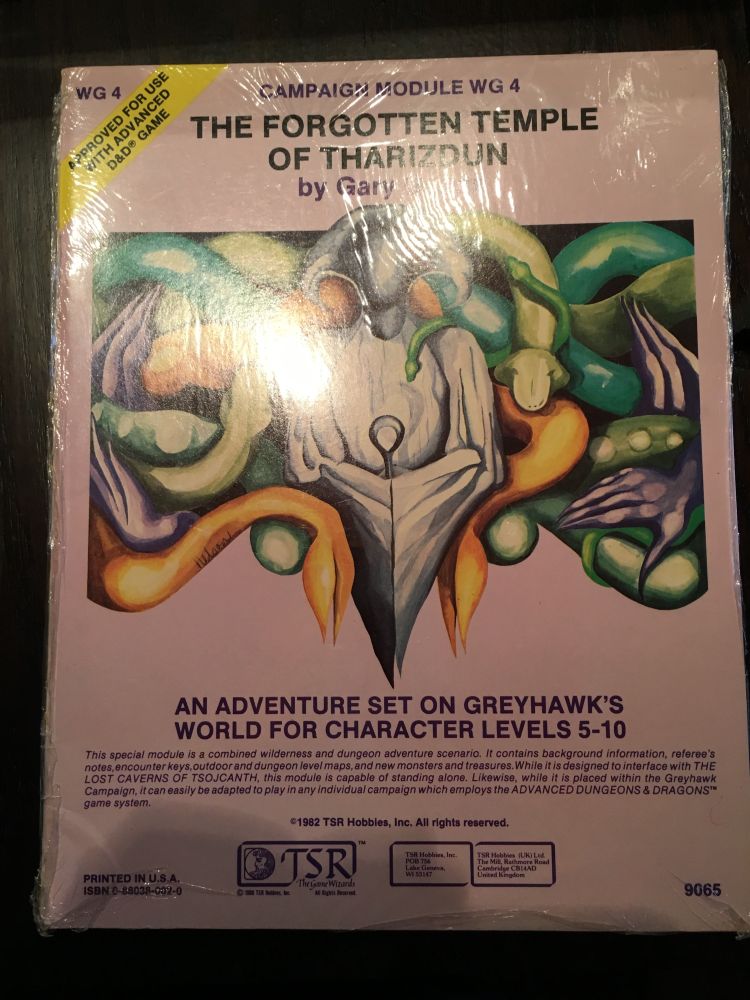 WG 4
APPROVED FOR USE
WITH ADVANCED
D&D® GAME
CAMPAIGN MODULE WG 4
THE FORGOTTEN TEMPLE
OF THARIZDUN
by Gary
AN ADVENTURE SET ON GREYHAWK'S
WORLD FOR CHARACTER LEVELS 5-10
This special module is a combined wilderness and dungeon adventure scenario. It contains background information, referee's
notes, encounter keys, outdoor and dungeon level maps, and new monsters and treasures. While it is designed to interface with THE
LOST CAVERNS OF TSOJCANTH, this module is capable of standing alone. Likewise, while it is placed within the Greyhawk
Campaign, it can easily be adapted to play in any individual campaign which employs the ADVANCED DUNGEONS & DRAGONS™
game system.
©1982 TSR Hobbies, Inc. All rights reserved.
TSR™
The Game Wizards
TSR Hobbies, Inc. All Rights Reserved.
TSR Hobbies, Inc.
POB 756
Lake Geneva,
WI 53147
TSR Hobbies (UK) Ltd.
The Mill, Rathmore Road
Cambridge CB14AD
United Kingdom
PRINTED IN U.S.A.
ISBN 0-88038-
9065